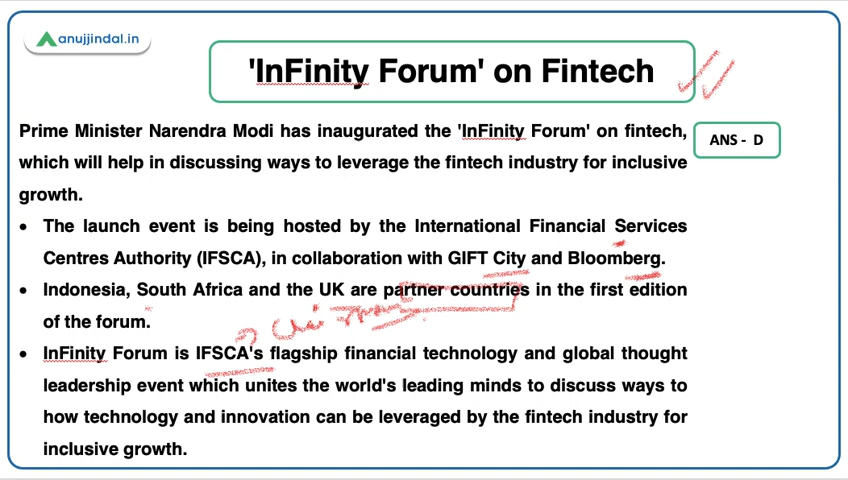 anujjindal.in
'InFinity Forum' on Fintech
Prime Minister Narendra Modi has inaugurated the 'InFinity Forum' on fintech,
which will help in discussing ways to leverage the fintech industry for inclusive
growth.
ANS - D
• The launch event is being hosted by the International Financial Services
Centres Authority (IFSCA), in collaboration with GIFT City and Bloomberg.
• Indonesia, South Africa and the UK are partner countries in the first edition
of the forum.
• InFinity Forum is IFSCA's flagship financial technology and global thought
leadership event which unites the world's leading minds to discuss ways to
how technology and innovation can be leveraged by the fintech industry for
inclusive growth.